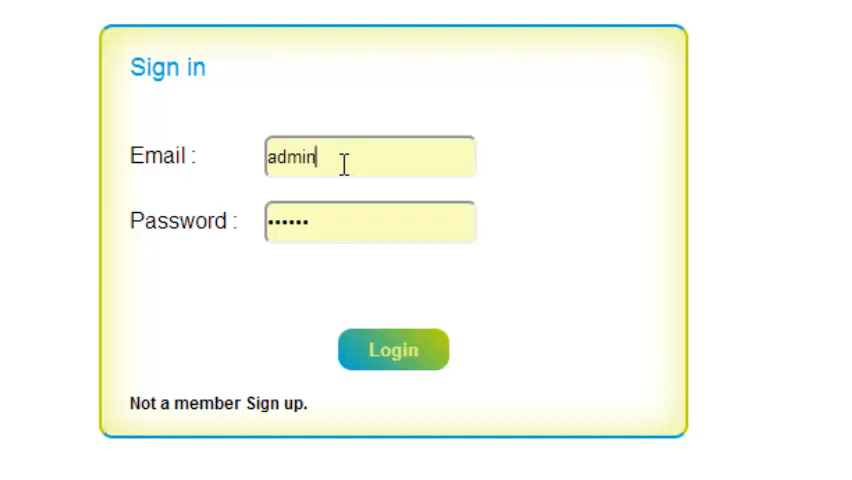 Sign in
Email : admin
Password : ••••••
Login
Not a member Sign up.